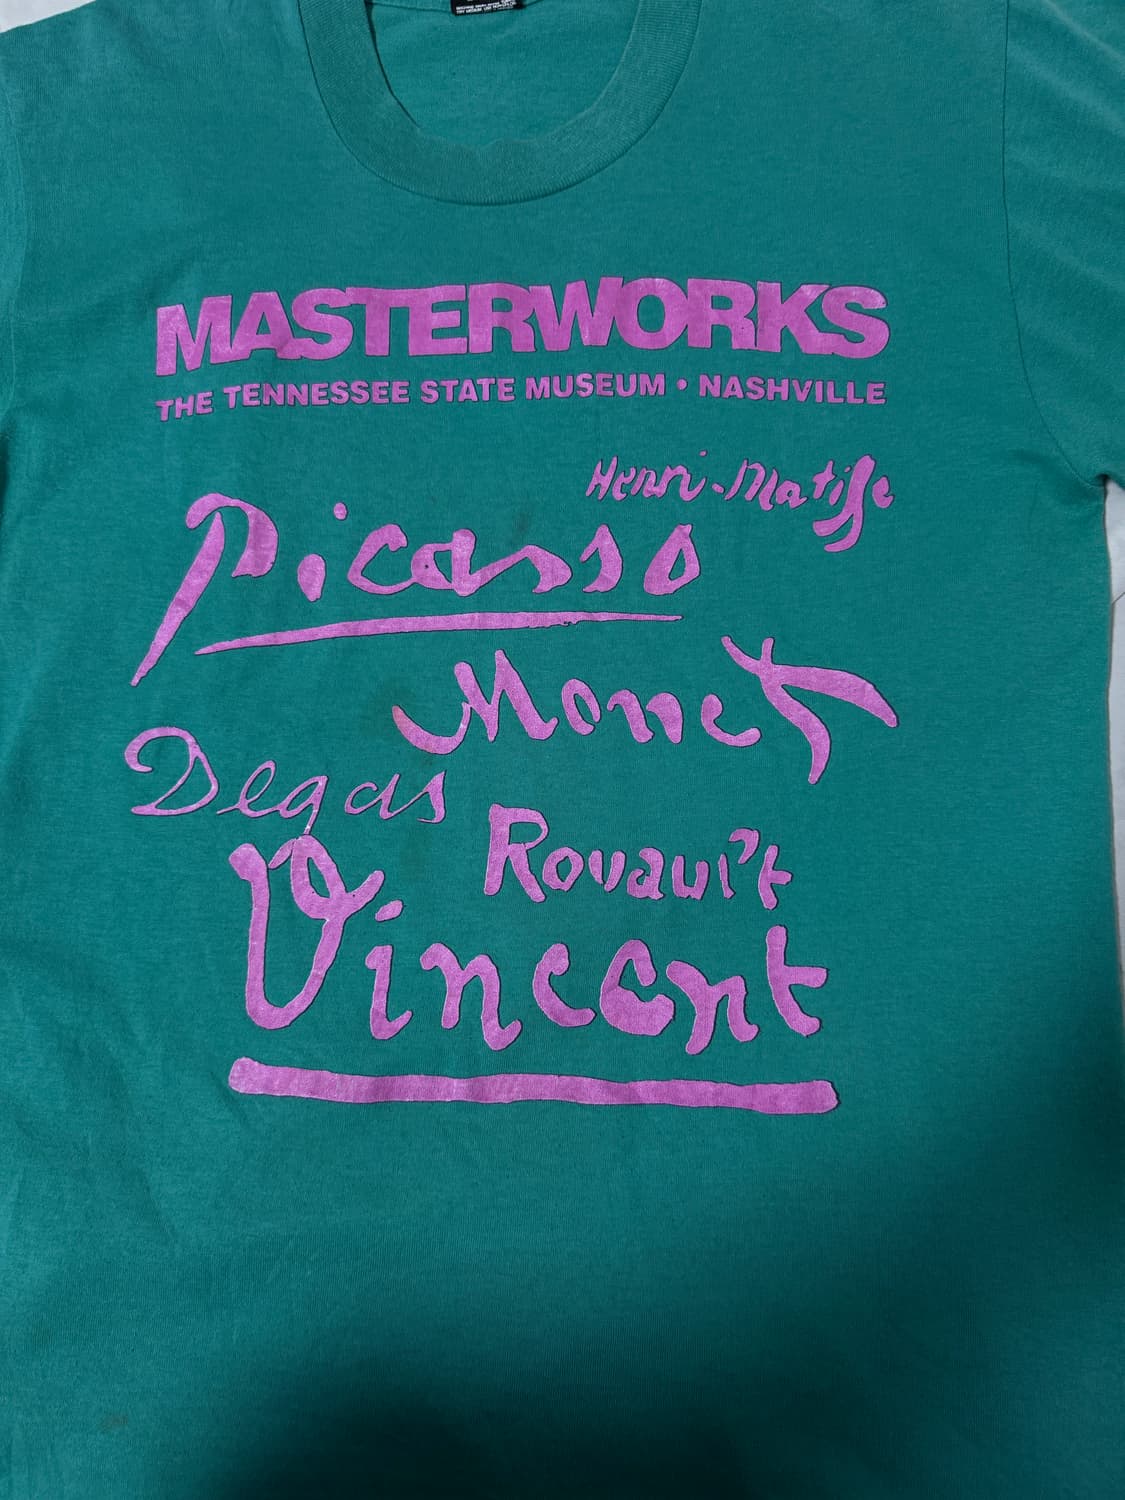 MASTERWORKS
THE TENNESSEE STATE MUSEUM • NASHVILLE
Henri-Matisse
Picasso
Monet
Degas
Rouault
Vincent